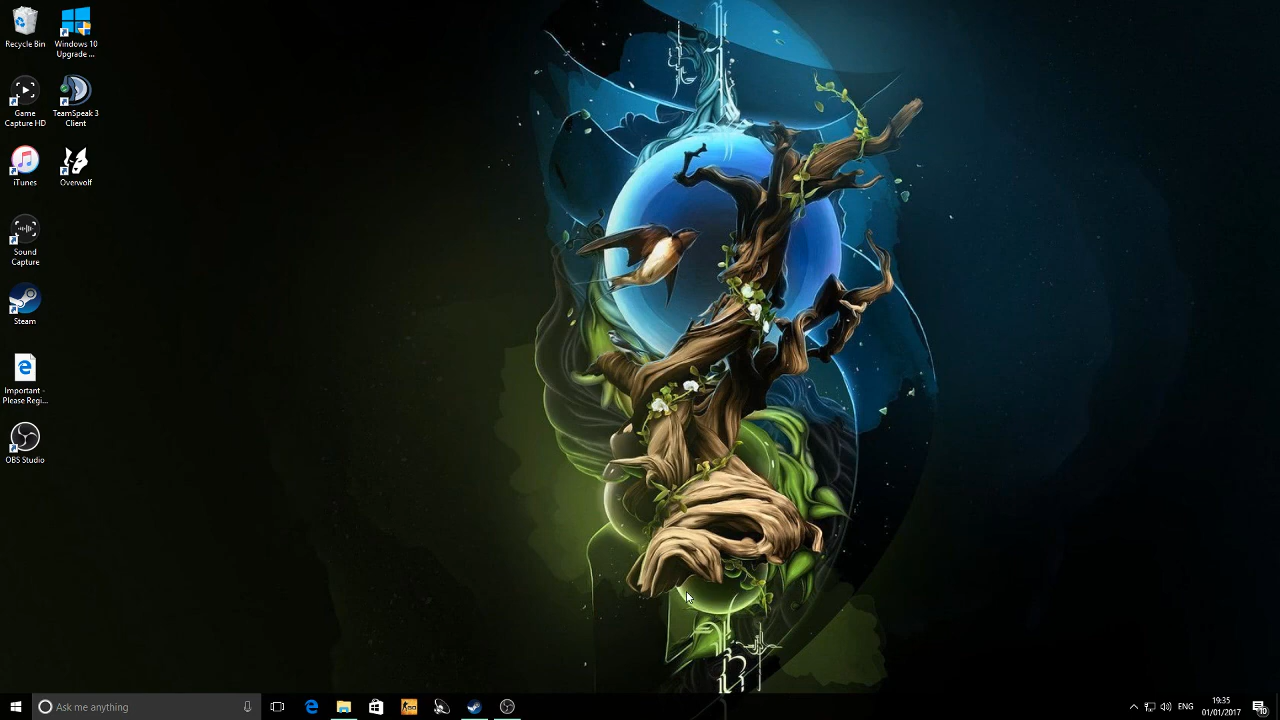 Recycle Bin
Windows 10
Upgrade ...
Game
Capture HD
TeamSpeak 3
Client
iTunes
Overwolf
Sound
Capture
Steam
Important -
Please Regi...
OBS Studio
Ask me anything
ENG
19:35
01/01/2017